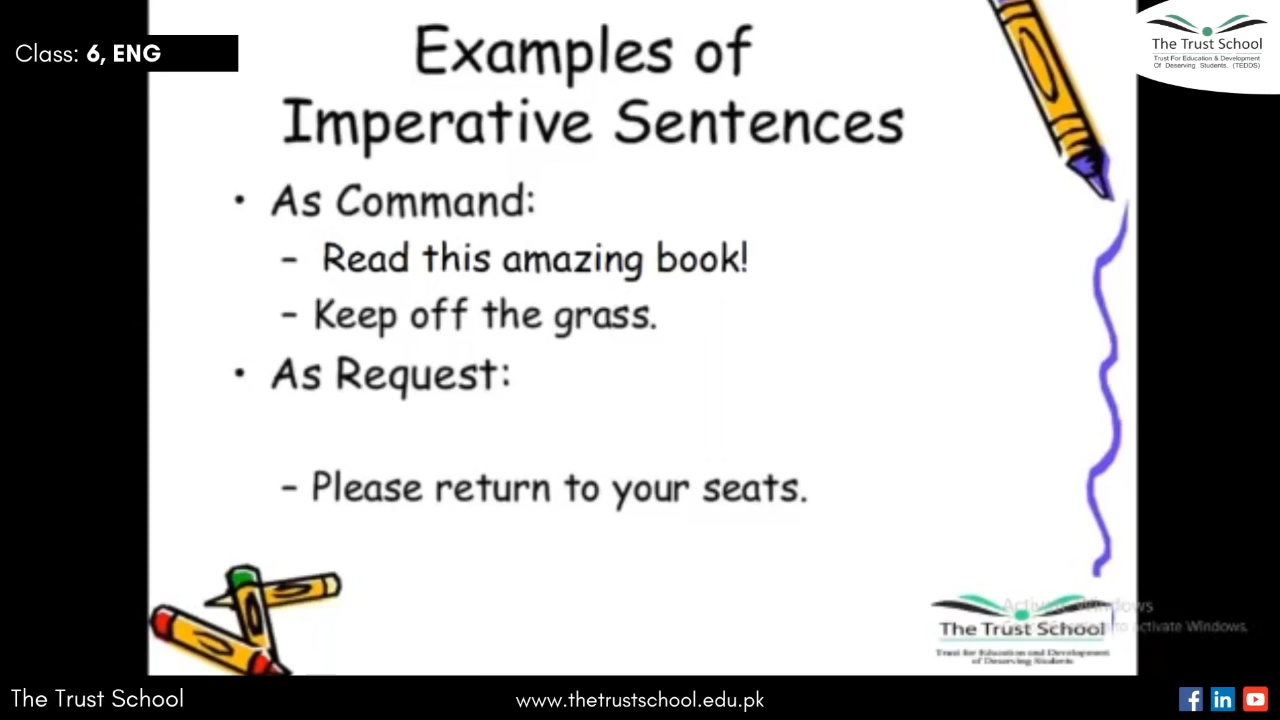 Class: 6, ENG
The Trust School
Trust For Education & Development
Of Deserving Students. (TEDDS)
Examples of
Imperative Sentences
• As Command:
– Read this amazing book!
– Keep off the grass.
• As Request:
– Please return to your seats.
The Trust School
Trust for Education and Development
of Deserving Students
Windows
to activate Windows.
The Trust School
www.thetrustschool.edu.pk